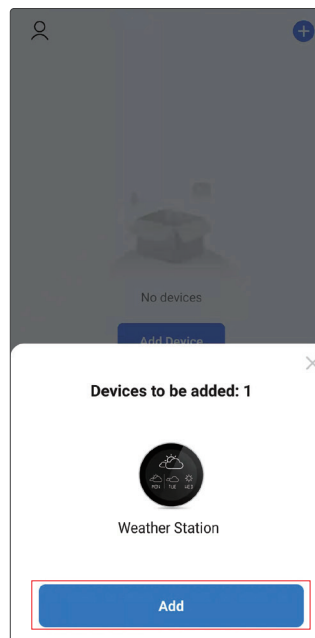 No devices
Add Device
Devices to be added: 1
MON TUE WED
Weather Station
Add